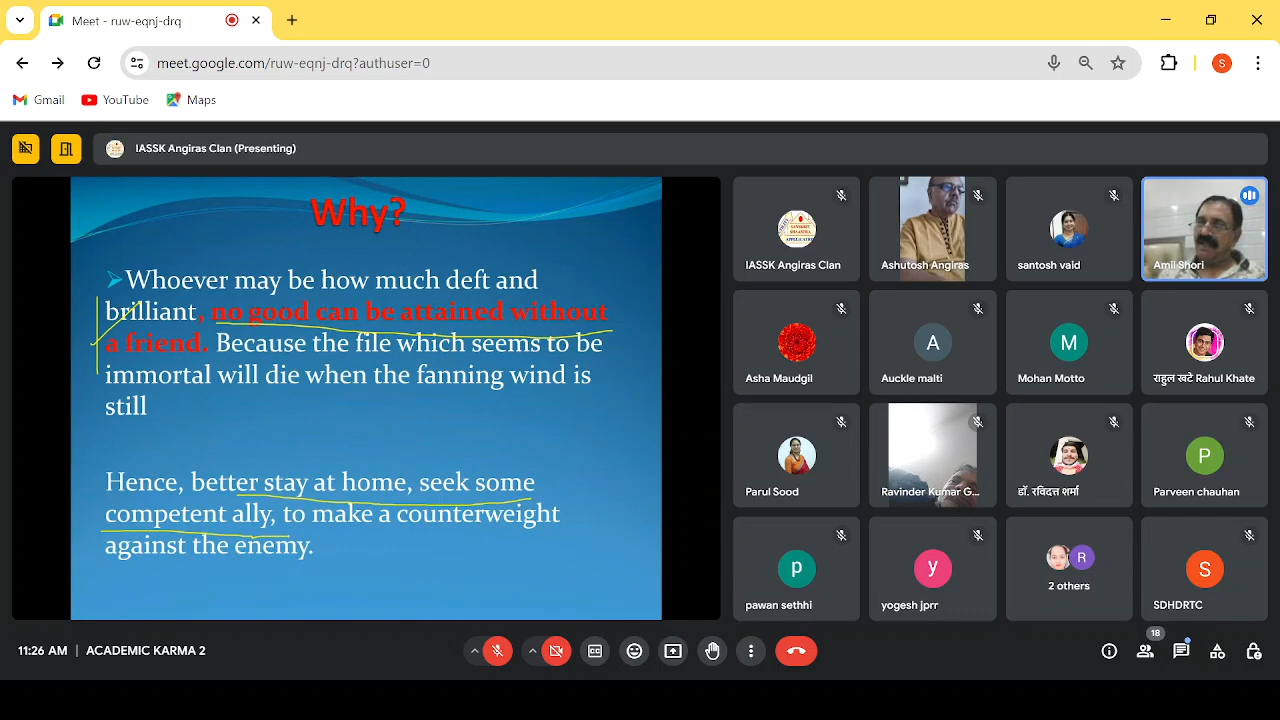 Meet - ruw-eqnj-drq
meet.google.com/ruw-eqnj-drq?authuser=0
S
Gmail
YouTube
Maps
IASSK Angiras Clan (Presenting)
Why?
Whoever may be how much deft and
brilliant, no good can be attained without
a friend. Because the file which seems to be
immortal will die when the fanning wind is
still
Hence, better stay at home, seek some
competent ally, to make a counterweight
against the enemy.
IASSK Angiras Clan
Ashutosh Angiras
santosh vaid
Amil Shori
A
M
Asha Maudgil
Auckle malti
Mohan Motto
राहुल खटे Rahul Khate
P
Parul Sood
Ravinder Kumar G...
डॉ. रविदत्त शर्मा
Parveen chauhan
p
y
R
S
pawan sethhi
yogesh jprr
2 others
SDHDRTC
11:26 AM | ACADEMIC KARMA 2
18